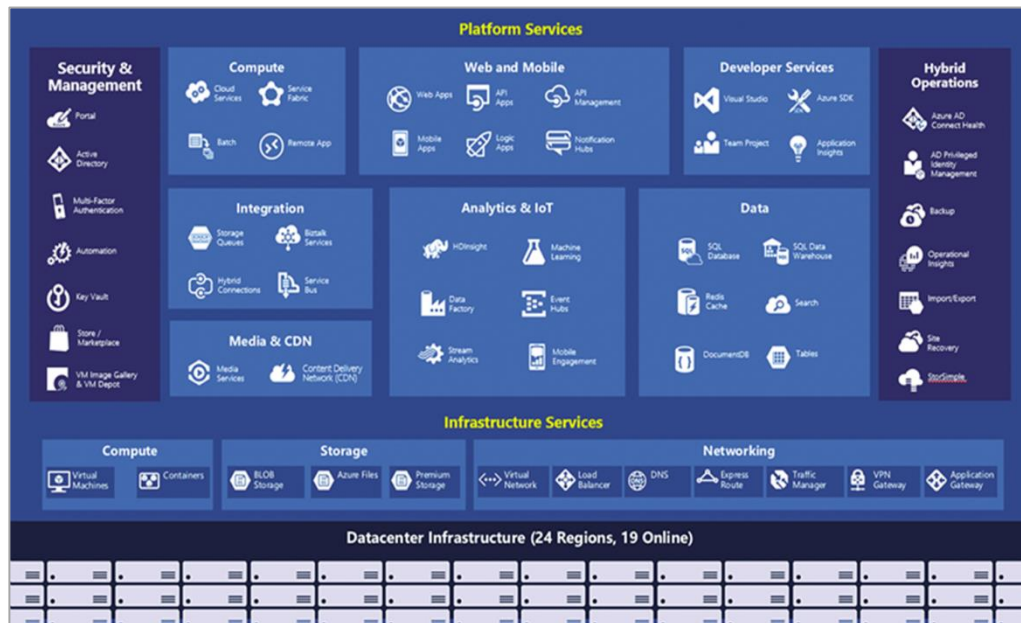 Platform Services
Security &
Management
Portal
Active
Directory
Multi-Factor
Authentication
Automation
Key Vault
Store /
Marketplace
VM Image Gallery
& VM Depot
Compute
Cloud
Services
Service
Fabric
Batch
Remote App
Web and Mobile
Web Apps
API
Apps
API
Management
Mobile
Apps
Logic
Apps
Notification
Hubs
Developer Services
Visual Studio
Azure SDK
Team Project
Application
Insights
Hybrid
Operations
Azure AD
Connect Health
AD Privileged
Identity
Management
Backup
Operational
Insights
Import/Export
Site
Recovery
StorSimple
Integration
Storage
Queues
Biztalk
Services
Hybrid
Connections
Service
Bus
Analytics & IoT
HDInsight
Machine
Learning
Data
Factory
Event
Hubs
Stream
Analytics
Mobile
Engagement
Data
SQL
Database
SQL Data
Warehouse
Redis
Cache
Search
DocumentDB
Tables
Media & CDN
Media
Services
Content Delivery
Network (CDN)
Infrastructure Services
Compute
Virtual
Machines
Containers
Storage
BLOB
Storage
Azure Files
Premium
Storage
Networking
Virtual
Network
Load
Balancer
DNS
DNS
Express
Route
Traffic
Manager
VPN
Gateway
Application
Gateway
Datacenter Infrastructure (24 Regions, 19 Online)